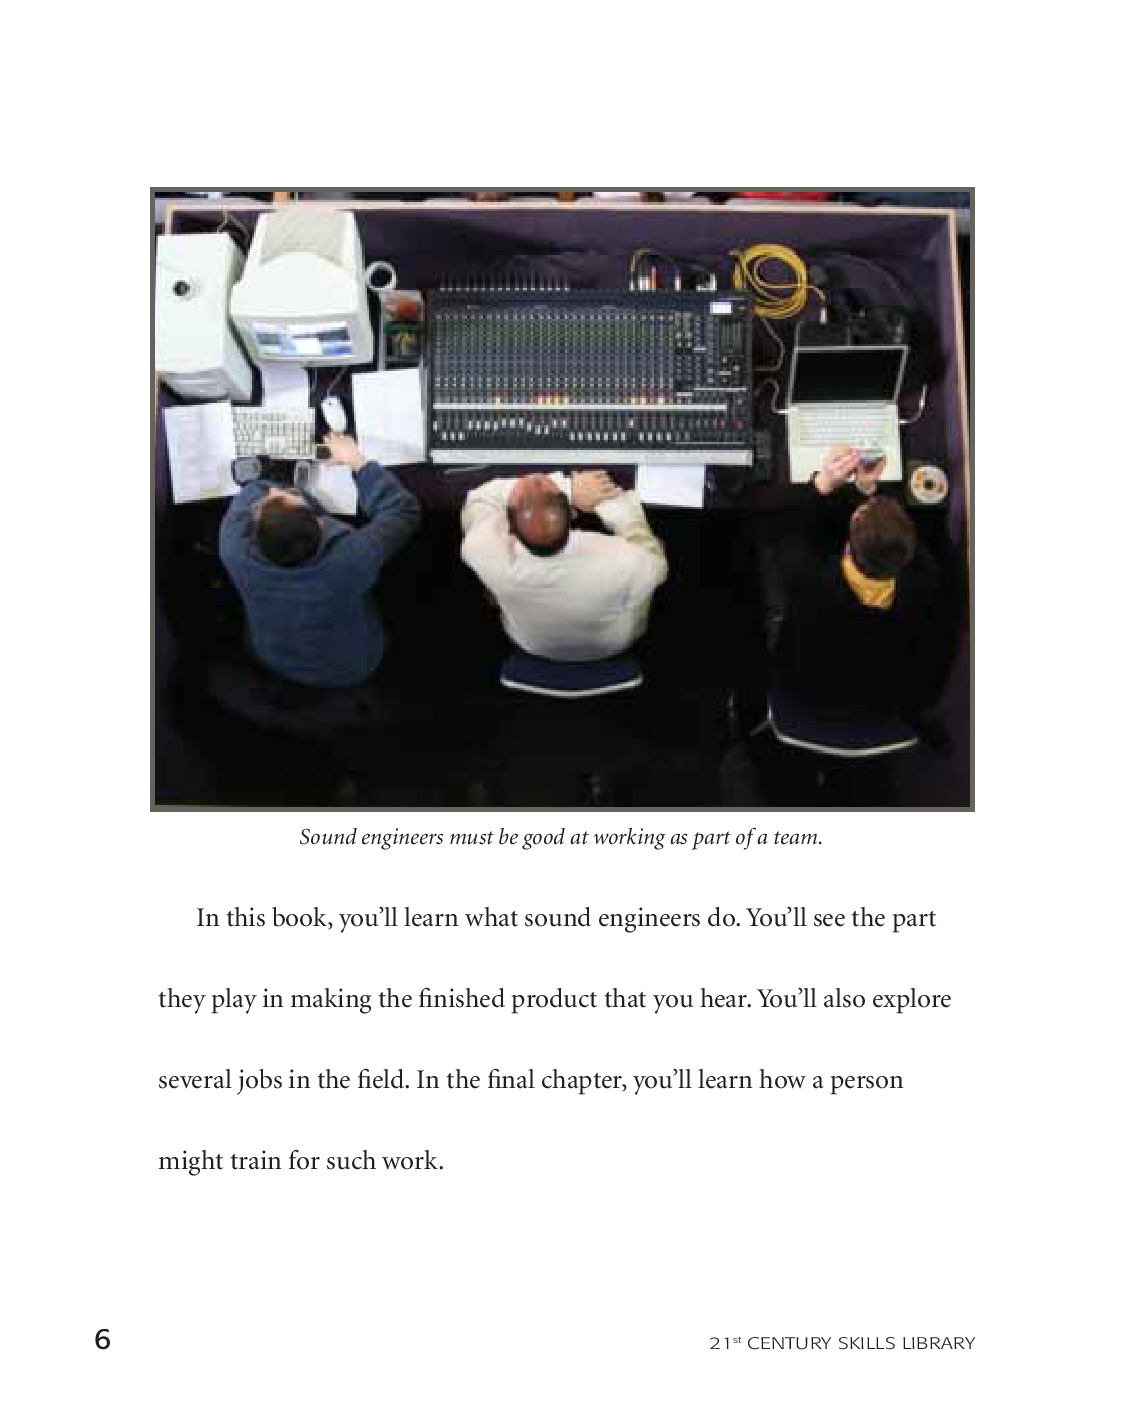 Sound engineers must be good at working as part of a team.
In this book, you’ll learn what sound engineers do. You’ll see the part
they play in making the finished product that you hear. You’ll also explore
several jobs in the field. In the final chapter, you’ll learn how a person
might train for such work.
6
21st CENTURY SKILLS LIBRARY